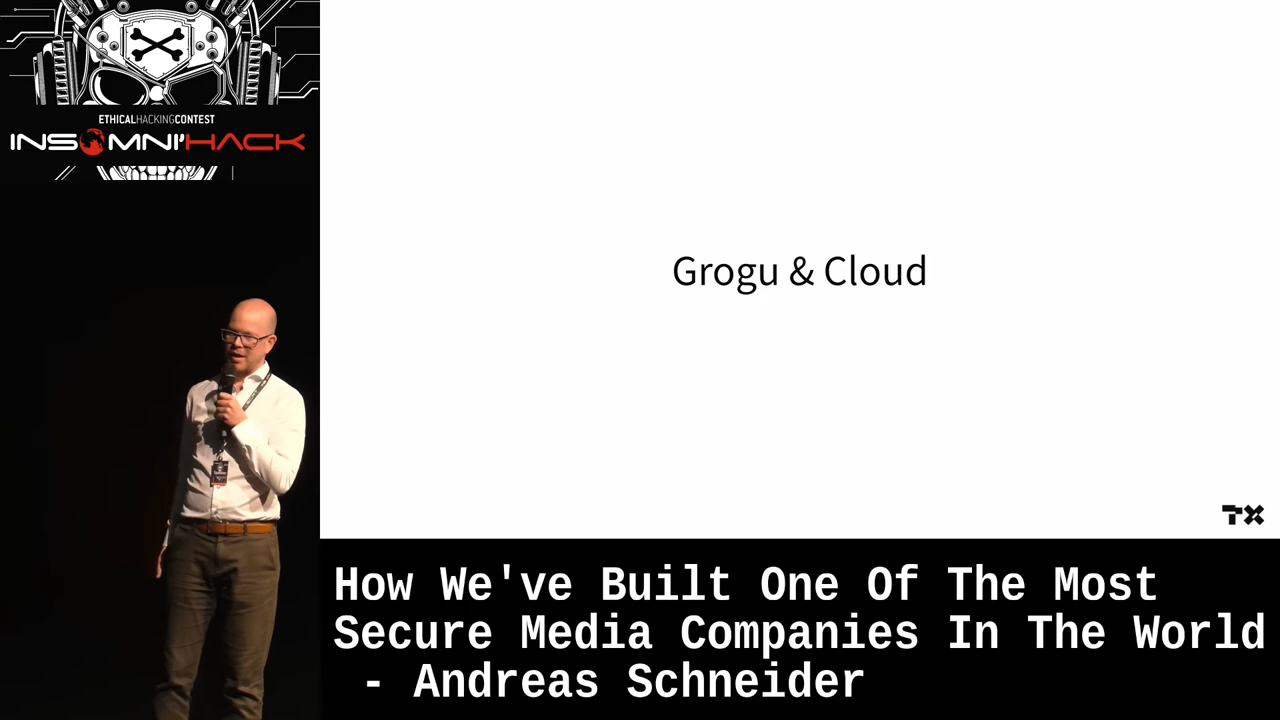 ETHICALHACKINGCONTEST
INSOMNI'HACK
Grogu & Cloud
TX
How We've Built One Of The Most
Secure Media Companies In The World
- Andreas Schneider